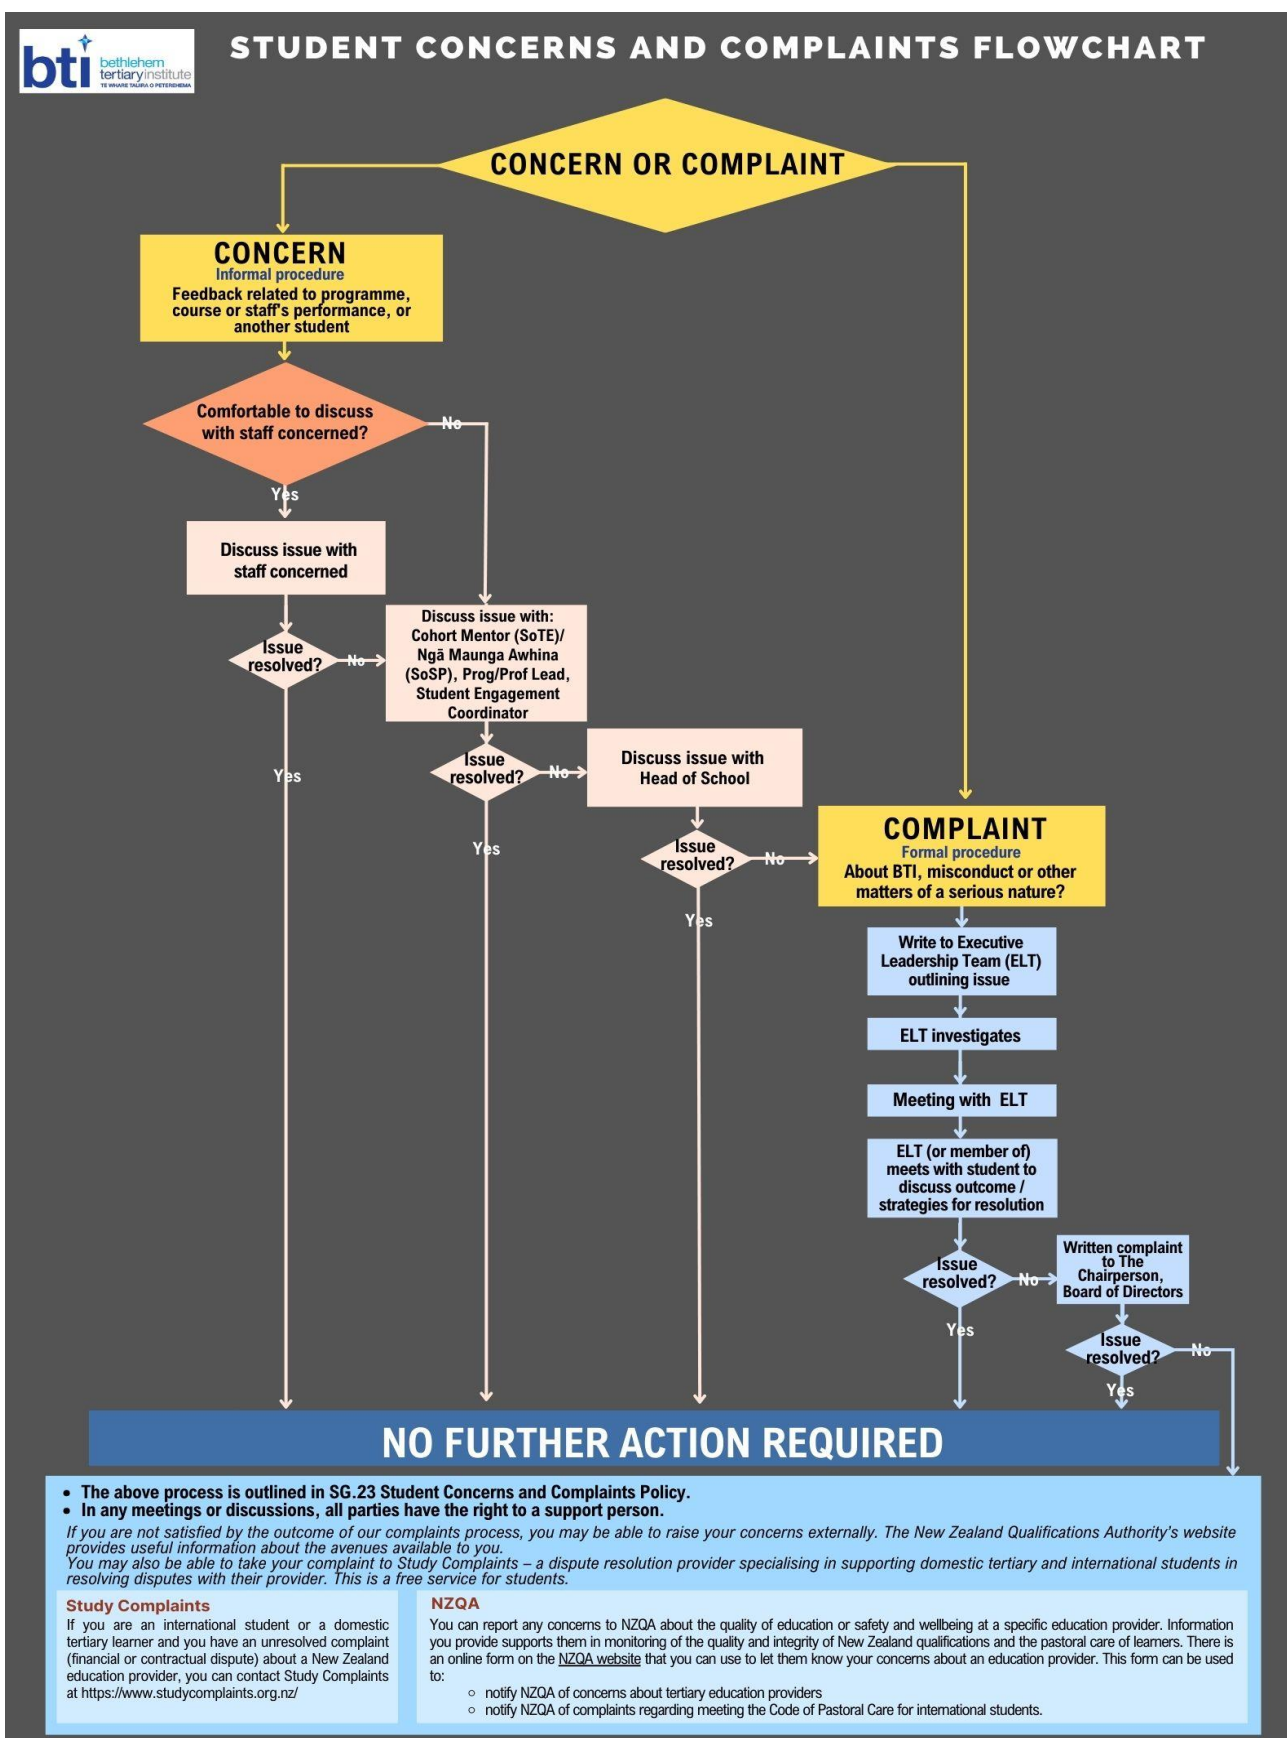 bti
bethlehem
tertiaryinstitute
TE WHARE TAUIRA O PETEREHEMA
STUDENT CONCERNS AND COMPLAINTS FLOWCHART
CONCERN OR COMPLAINT
CONCERN
Informal procedure
Feedback related to programme,
course or staff's performance, or
another student
Comfortable to discuss
with staff concerned?
No
Yes
Discuss issue with
staff concerned
Issue
resolved?
No
Yes
Discuss issue with:
Cohort Mentor (SoTE)/
Ngā Maunga Awhina
(SoSP), Prog/Prof Lead,
Student Engagement
Coordinator
Issue
resolved?
No
Yes
Discuss issue with
Head of School
Issue
resolved?
No
Yes
COMPLAINT
Formal procedure
About BTI, misconduct or other
matters of a serious nature?
Write to Executive
Leadership Team (ELT)
outlining issue
ELT investigates
Meeting with ELT
ELT (or member of)
meets with student to
discuss outcome /
strategies for resolution
Issue
resolved?
No
Yes
Written complaint
to The
Chairperson,
Board of Directors
Issue
resolved?
No
Yes
NO FURTHER ACTION REQUIRED
• The above process is outlined in SG.23 Student Concerns and Complaints Policy.
• In any meetings or discussions, all parties have the right to a support person.
If you are not satisfied by the outcome of our complaints process, you may be able to raise your concerns externally. The New Zealand Qualifications Authority's website
provides useful information about the avenues available to you.
You may also be able to take your complaint to Study Complaints – a dispute resolution provider specialising in supporting domestic tertiary and international students in
resolving disputes with their provider. This is a free service for students.
Study Complaints
If you are an international student or a domestic
tertiary learner and you have an unresolved complaint
(financial or contractual dispute) about a New Zealand
education provider, you can contact Study Complaints
at https://www.studycomplaints.org.nz/
NZQA
You can report any concerns to NZQA about the quality of education or safety and wellbeing at a specific education provider. Information
you provide supports them in monitoring of the quality and integrity of New Zealand qualifications and the pastoral care of learners. There is
an online form on the NZQA website that you can use to let them know your concerns about an education provider. This form can be used
to:
○ notify NZQA of concerns about tertiary education providers
○ notify NZQA of complaints regarding meeting the Code of Pastoral Care for international students.